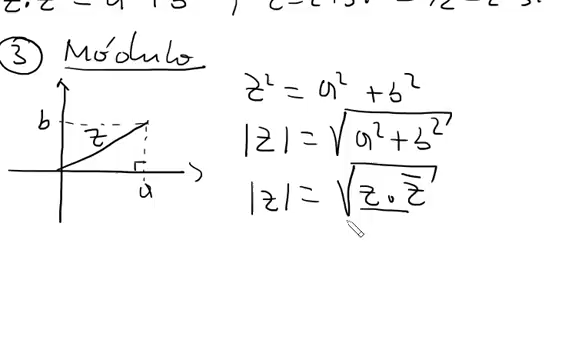 ③ Módulo
b
z
a
z² = a² + b²
|z| = √(a² + b²)
|z| = √(z · z̄)